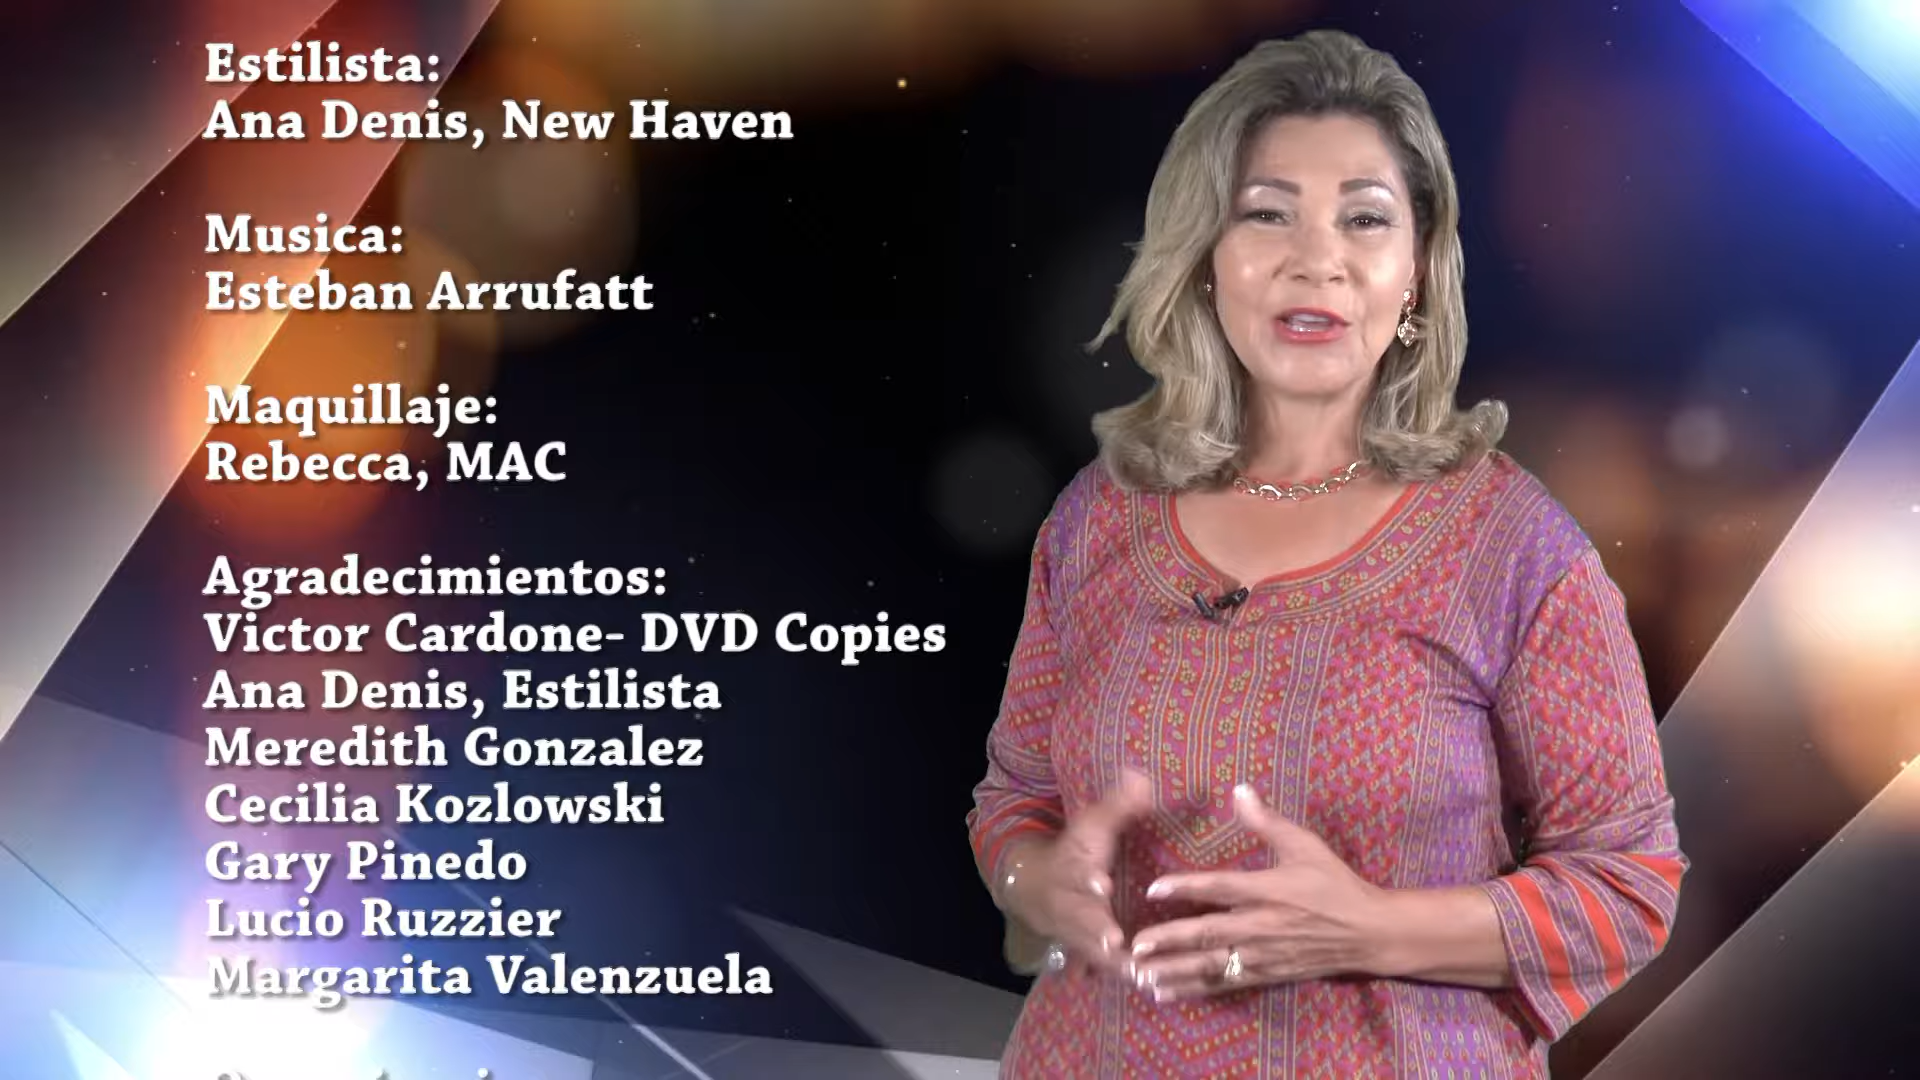 Estilista:
Ana Denis, New Haven
Musica:
Esteban Arrufatt
Maquillaje:
Rebecca, MAC
Agradecimientos:
Victor Cardone- DVD Copies
Ana Denis, Estilista
Meredith Gonzalez
Cecilia Kozlowski
Gary Pinedo
Lucio Ruzzier
Margarita Valenzuela